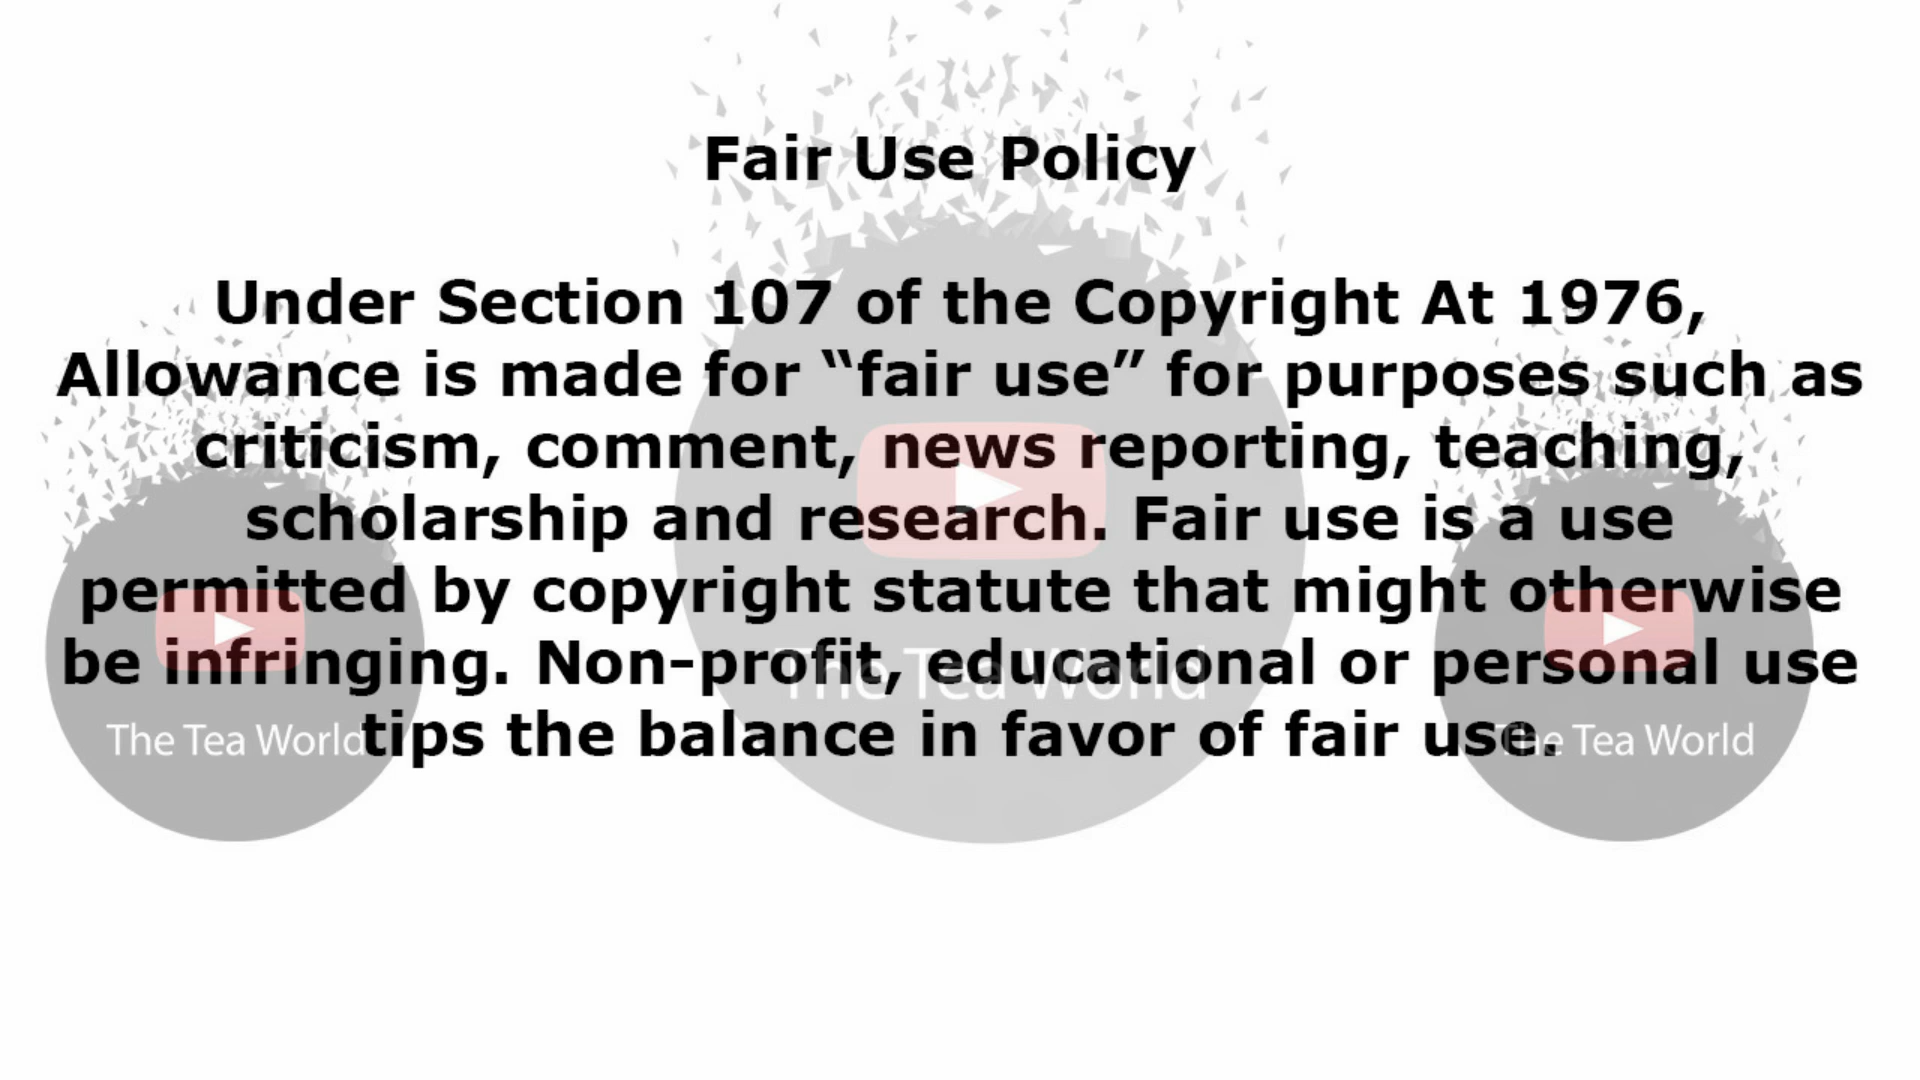 Fair Use Policy
Under Section 107 of the Copyright At 1976,
Allowance is made for “fair use” for purposes such as
criticism, comment, news reporting, teaching,
scholarship and research. Fair use is a use
permitted by copyright statute that might otherwise
be infringing. Non-profit, educational or personal use
tips the balance in favor of fair use.
The Tea World
The Tea World
The Tea World